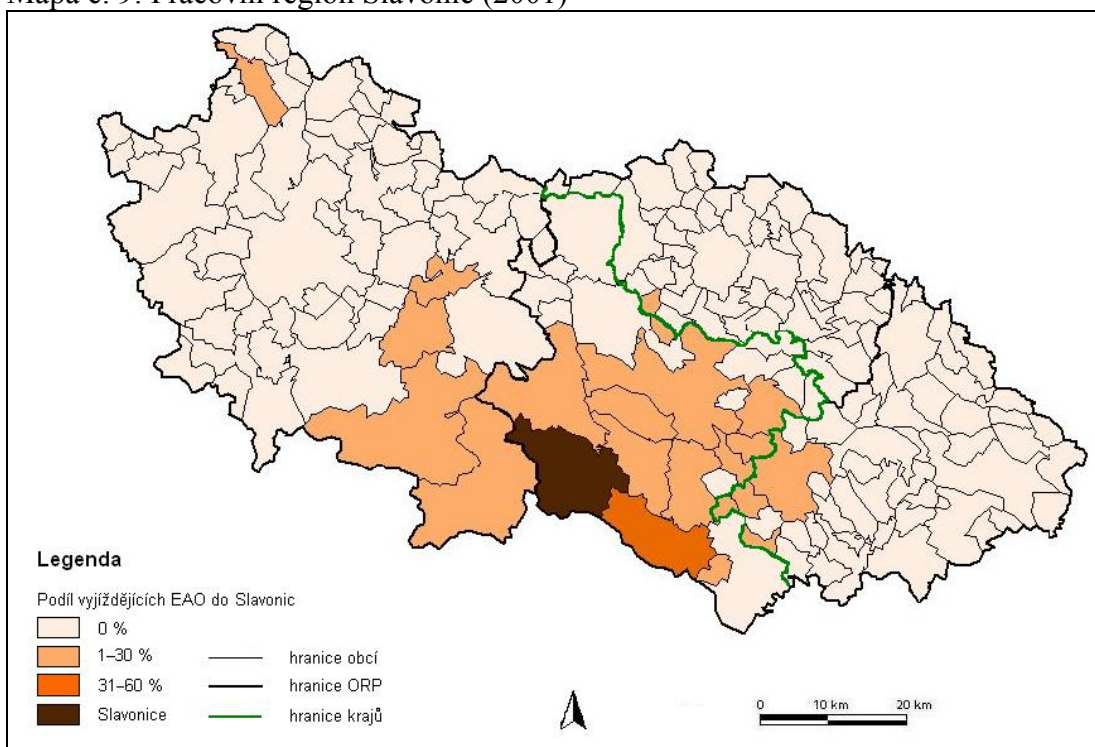 Mapa č. 9: Pracovní region Slavonic (2001)
Legenda
Podíl vyjíždějících EAO do Slavonic
0 %
1–30 %
31–60 %
Slavonice
hranice obcí
hranice ORP
hranice krajů
0 10 km 20 km